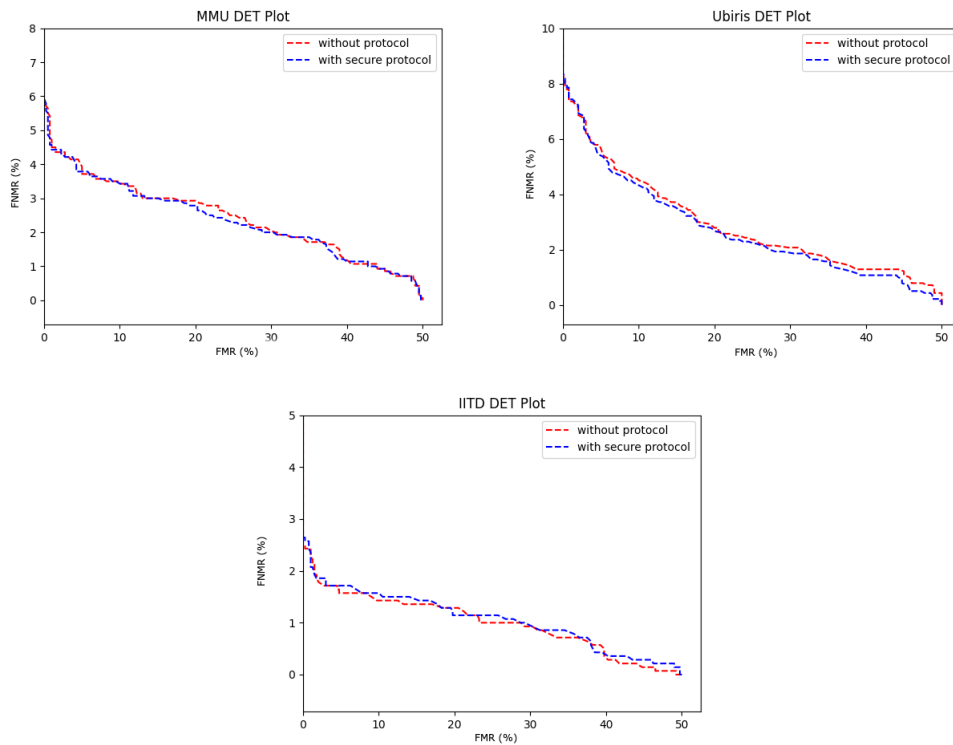 MMU DET Plot
8
7
6
5
4
3
2
1
0
FNMR (%)
without protocol
with secure protocol
0 10 20 30 40 50
FMR (%)
Ubiris DET Plot
10
8
6
4
2
0
FNMR (%)
without protocol
with secure protocol
0 10 20 30 40 50
FMR (%)
IITD DET Plot
5
4
3
2
1
0
FNMR (%)
without protocol
with secure protocol
0 10 20 30 40 50
FMR (%)